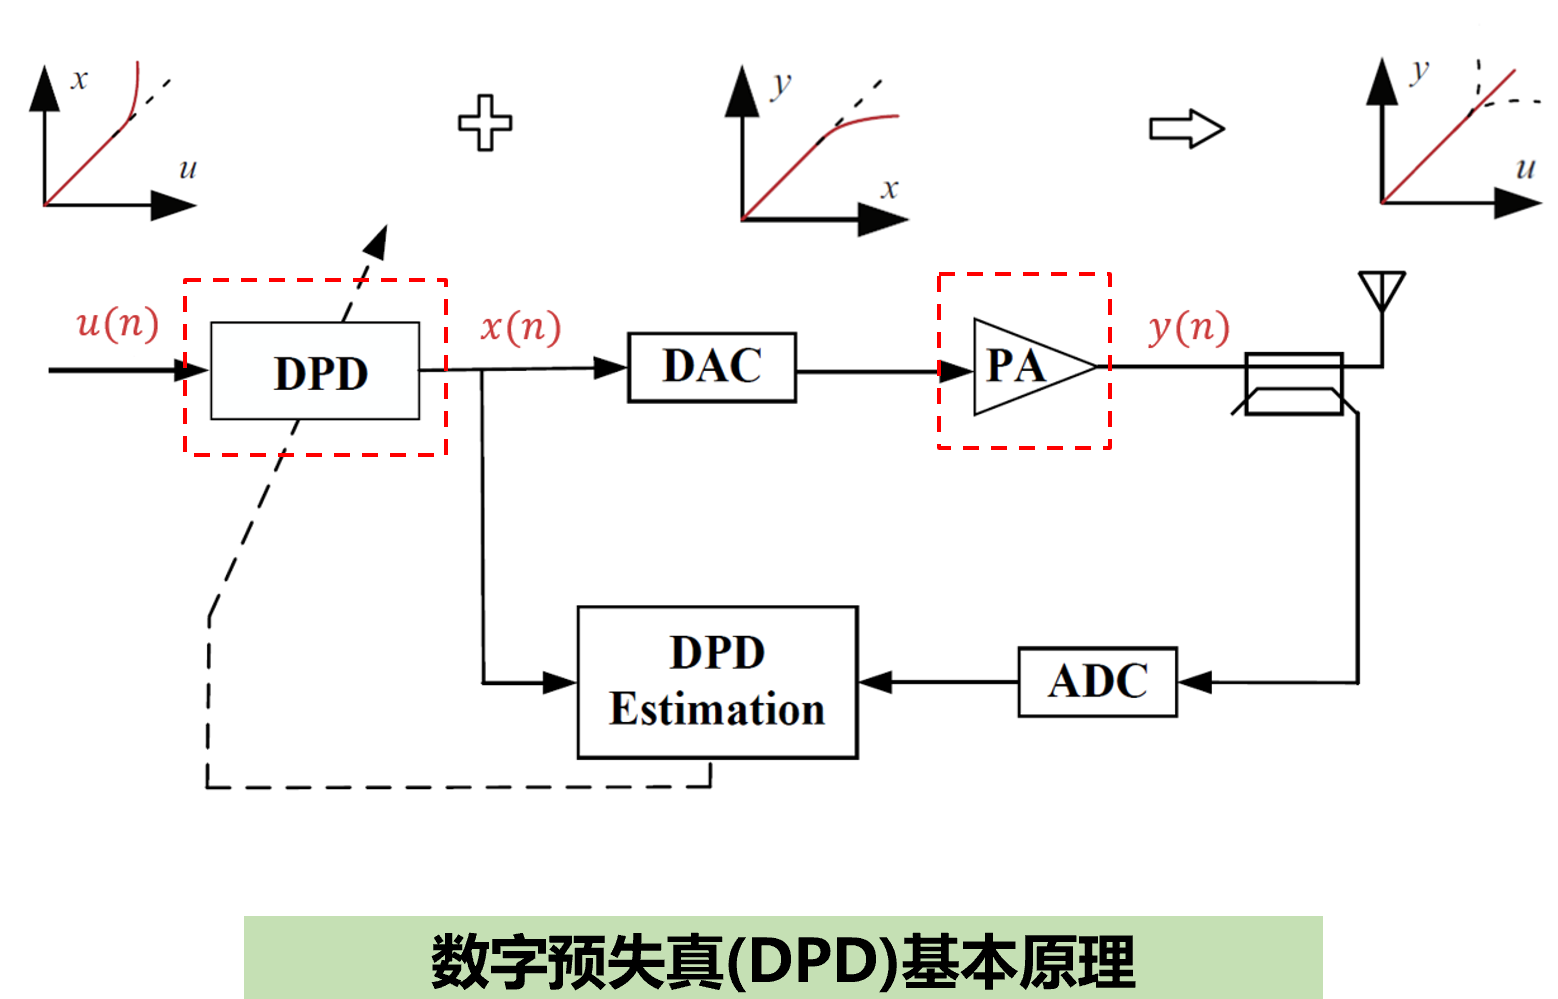 x
u
y
x
y
u
u(n)
x(n)
y(n)
DPD
DAC
PA
DPD
Estimation
ADC
数字预失真(DPD)基本原理